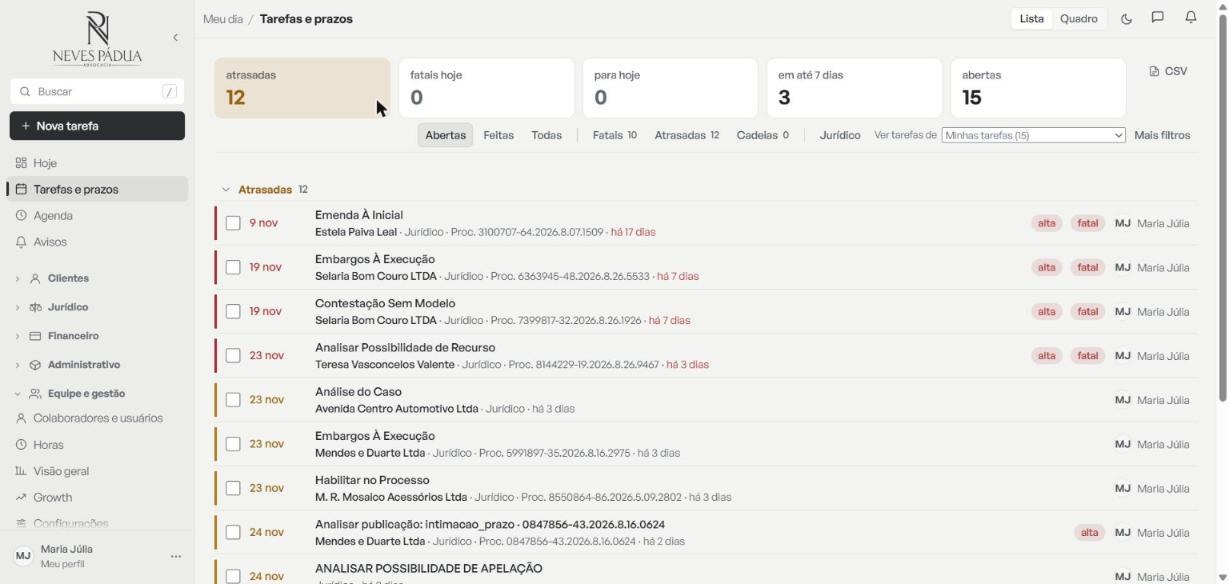 NEVES PÁDUA
ADVOCACIA
Buscar /
+ Nova tarefa
Hoje
Tarefas e prazos
Agenda
Avisos
Clientes
Jurídico
Financeiro
Administrativo
Equipe e gestão
Colaboradores e usuários
Horas
Visão geral
Growth
Configurações
MJ Maria Júlia ...
Meu perfil
Meu dia / Tarefas e prazos
Lista Quadro
atrasadas
12
fatais hoje
0
para hoje
0
em até 7 dias
3
abertas
15
CSV
Abertas Feitas Todas Fatais 10 Atrasadas 12 Cadeias 0 Jurídico Ver tarefas de Minhas tarefas (15) Mais filtros
Atrasadas 12
9 nov Emenda À Inicial alta fatal MJ Maria Júlia
Estela Paiva Leal · Jurídico · Proc. 3100707-64.2026.8.07.1509 · há 17 dias
19 nov Embargos À Execução alta fatal MJ Maria Júlia
Selaria Bom Couro LTDA · Jurídico · Proc. 6363945-48.2026.8.26.5533 · há 7 dias
19 nov Contestação Sem Modelo alta fatal MJ Maria Júlia
Selaria Bom Couro LTDA · Jurídico · Proc. 7399817-32.2026.8.26.1926 · há 7 dias
23 nov Analisar Possibilidade de Recurso alta fatal MJ Maria Júlia
Teresa Vasconcelos Valente · Jurídico · Proc. 8144229-19.2026.8.26.9467 · há 3 dias
23 nov Análise do Caso MJ Maria Júlia
Avenida Centro Automotivo Ltda · Jurídico · há 3 dias
23 nov Embargos À Execução MJ Maria Júlia
Mendes e Duarte Ltda · Jurídico · Proc. 5991897-35.2026.8.16.2975 · há 3 dias
23 nov Habilitar no Processo MJ Maria Júlia
M. R. Mosaico Acessórios Ltda · Jurídico · Proc. 8550864-86.2026.5.09.2802 · há 3 dias
24 nov Analisar publicação: intimacao_prazo · 0847856-43.2026.8.16.0624 alta MJ Maria Júlia
Mendes e Duarte Ltda · Jurídico · Proc. 0847856-43.2026.8.16.0624 · há 2 dias
24 nov ANALISAR POSSIBILIDADE DE APELAÇÃO MJ Maria Júlia